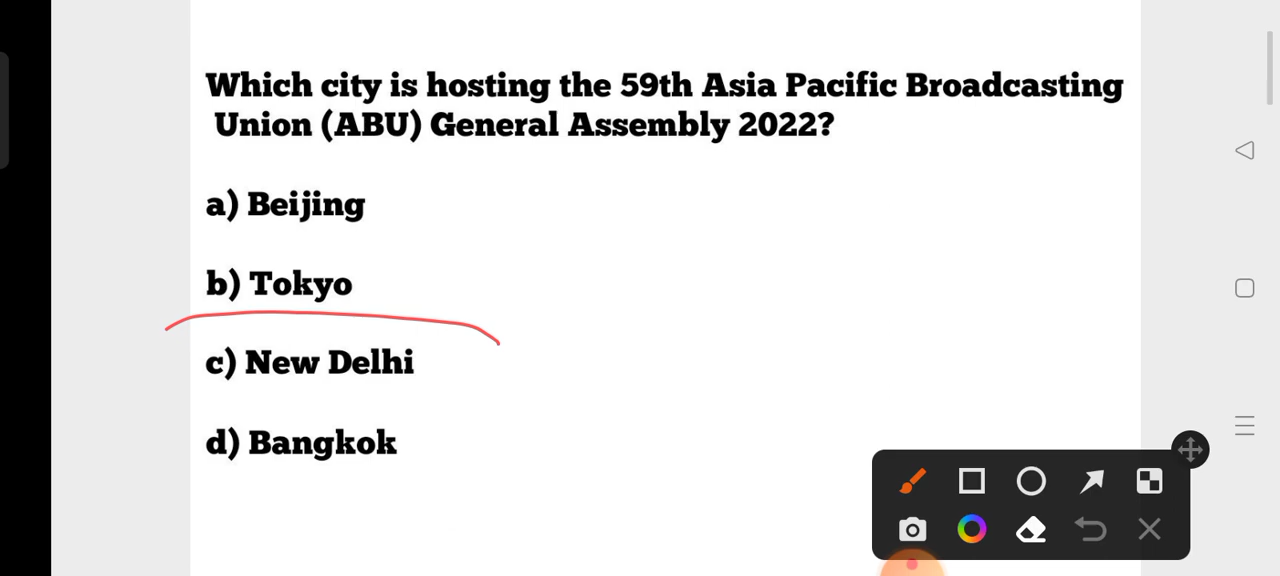 Which city is hosting the 59th Asia Pacific Broadcasting
Union (ABU) General Assembly 2022?
a) Beijing
b) Tokyo
c) New Delhi
d) Bangkok